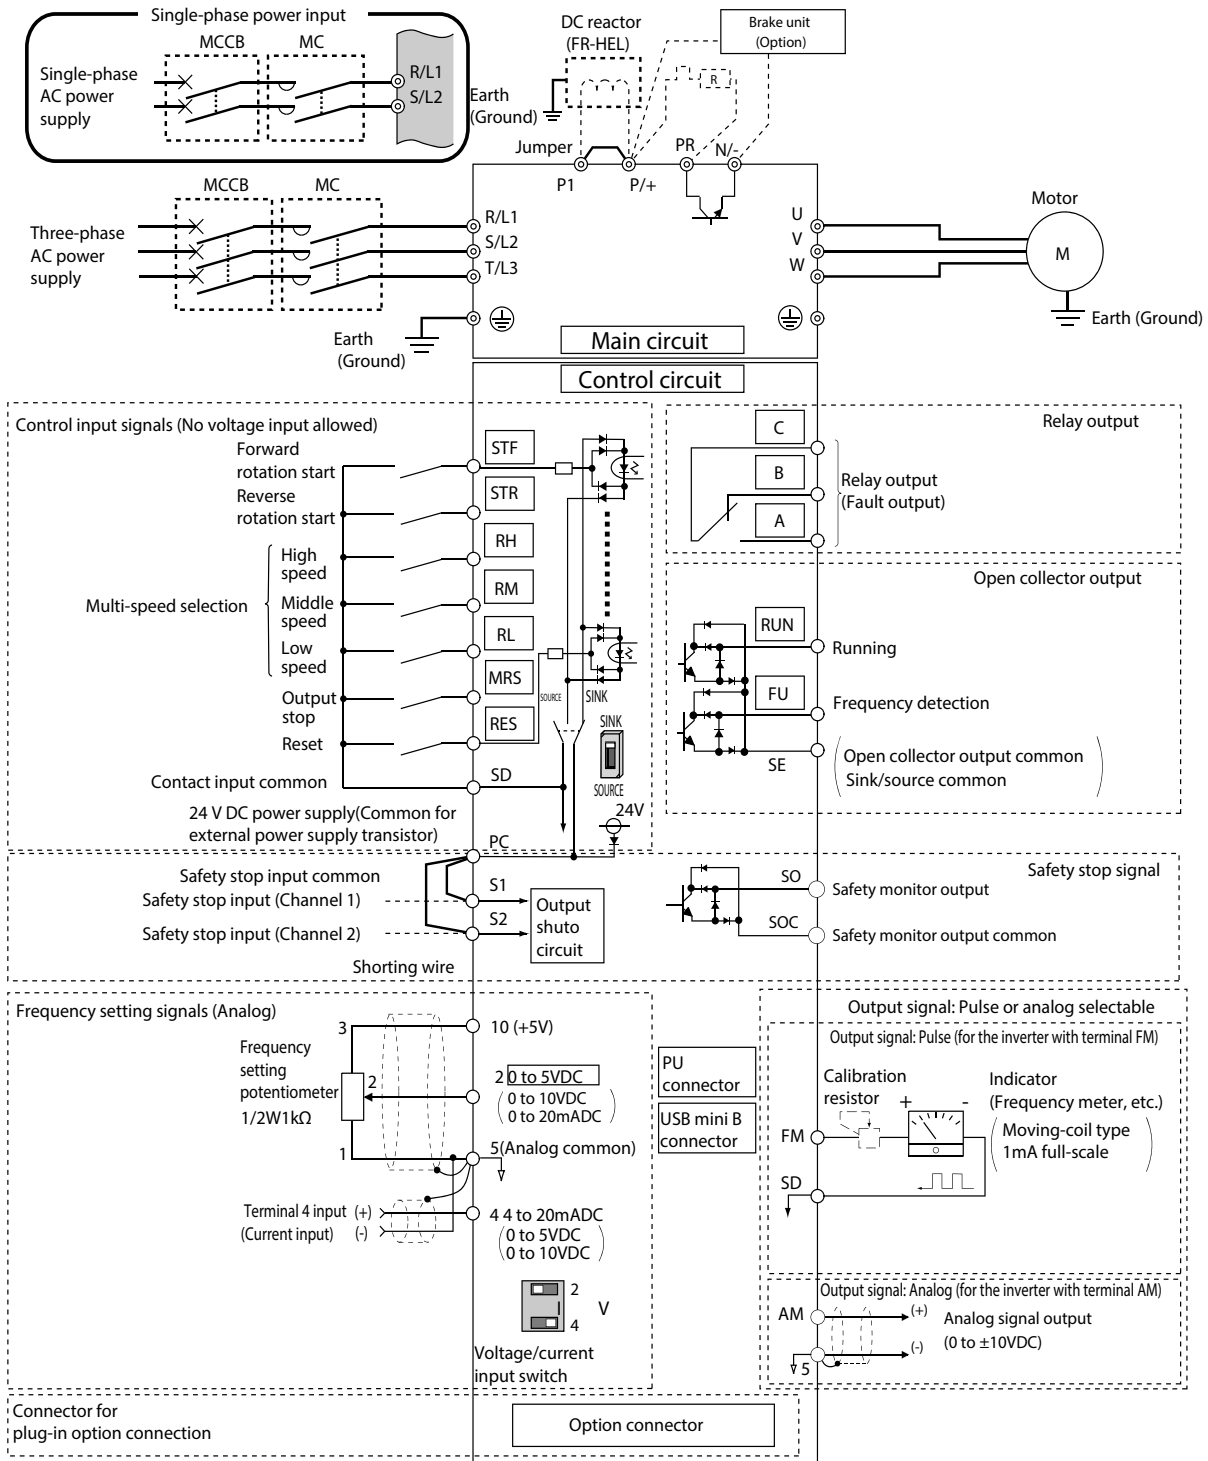 Single-phase power input
MCCB
MC
Single-phase
AC power
supply
R/L1
S/L2
DC reactor
(FR-HEL)
Brake unit
(Option)
R
Earth
(Ground)
Jumper
P1
P/+
PR
N/-
MCCB
MC
Three-phase
AC power
supply
R/L1
S/L2
T/L3
U
V
W
Motor
M
Earth (Ground)
Earth
(Ground)
Main circuit
Control circuit
Control input signals (No voltage input allowed)
Forward
rotation start
Reverse
rotation start
Multi-speed selection
High
speed
Middle
speed
Low
speed
Output
stop
Reset
Contact input common
24 V DC power supply(Common for
external power supply transistor)
STF
STR
RH
RM
RL
MRS
RES
SD
PC
SOURCE
SINK
SINK
SOURCE
24V
Relay output
C
B
A
Relay output
(Fault output)
Open collector output
RUN
Running
FU
Frequency detection
SE
Open collector output common
Sink/source common
Safety stop input common
Safety stop input (Channel 1)
Safety stop input (Channel 2)
Shorting wire
S1
S2
Output
shuto
circuit
Safety stop signal
SO
Safety monitor output
SOC
Safety monitor output common
Frequency setting signals (Analog)
Frequency
setting
potentiometer
1/2W1kΩ
3
2
1
10 (+5V)
2 0 to 5VDC
(0 to 10VDC
0 to 20mADC)
5(Analog common)
Terminal 4 input (+)
(Current input) (-)
4 4 to 20mADC
(0 to 5VDC
0 to 10VDC)
I
2
4
V
Voltage/current
input switch
PU
connector
USB mini B
connector
Output signal: Pulse or analog selectable
Output signal: Pulse (for the inverter with terminal FM)
Calibration
resistor
+
-
Indicator
(Frequency meter, etc.)
(Moving-coil type
1mA full-scale)
FM
SD
Output signal: Analog (for the inverter with terminal AM)
AM
(+)
Analog signal output
(0 to ±10VDC)
(-)
5
Connector for
plug-in option connection
Option connector